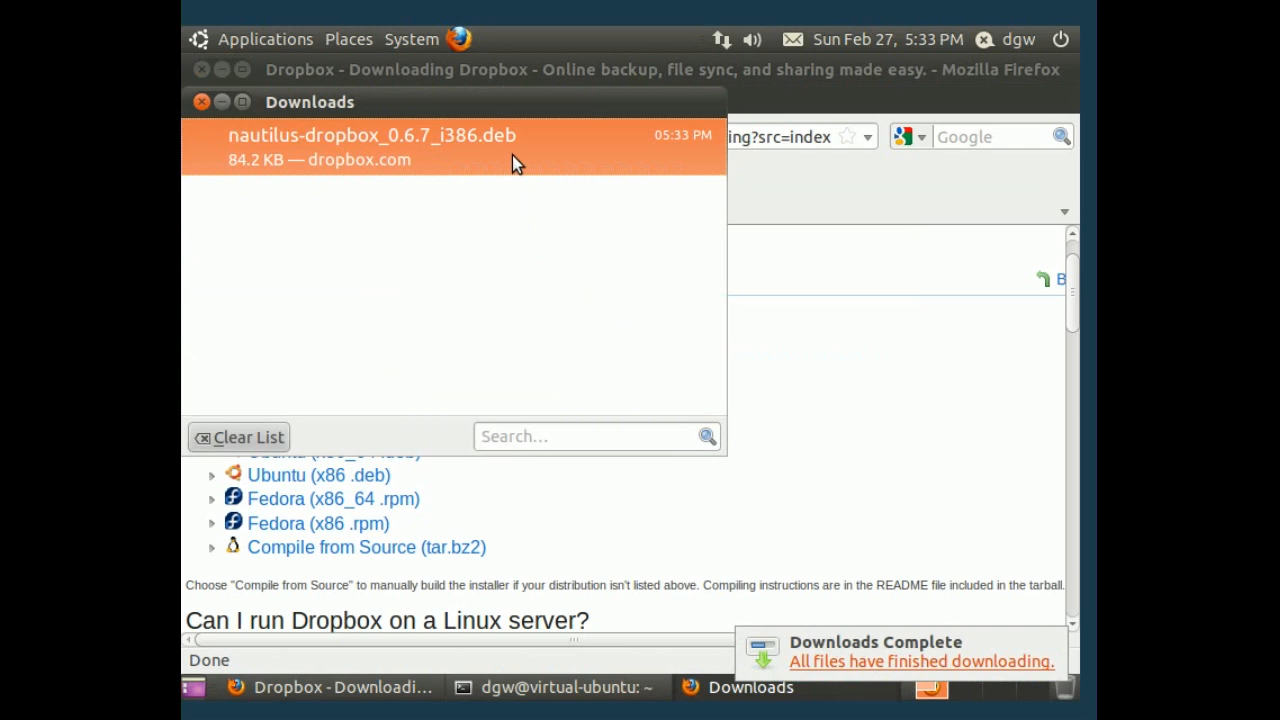 Applications Places System Sun Feb 27, 5:33 PM dgw
Dropbox - Downloading Dropbox - Online backup, file sync, and sharing made easy. - Mozilla Firefox
Downloads
nautilus-dropbox_0.6.7_i386.deb 05:33 PM
84.2 KB — dropbox.com
ing?src=index Google
B
Clear List Search...
Ubuntu (x86 .deb)
Fedora (x86_64 .rpm)
Fedora (x86 .rpm)
Compile from Source (tar.bz2)
Choose "Compile from Source" to manually build the installer if your distribution isn't listed above. Compiling instructions are in the README file included in the tarball.
Can I run Dropbox on a Linux server?
Downloads Complete
All files have finished downloading.
Done
Dropbox - Downloadi... dgw@virtual-ubuntu: ~ Downloads